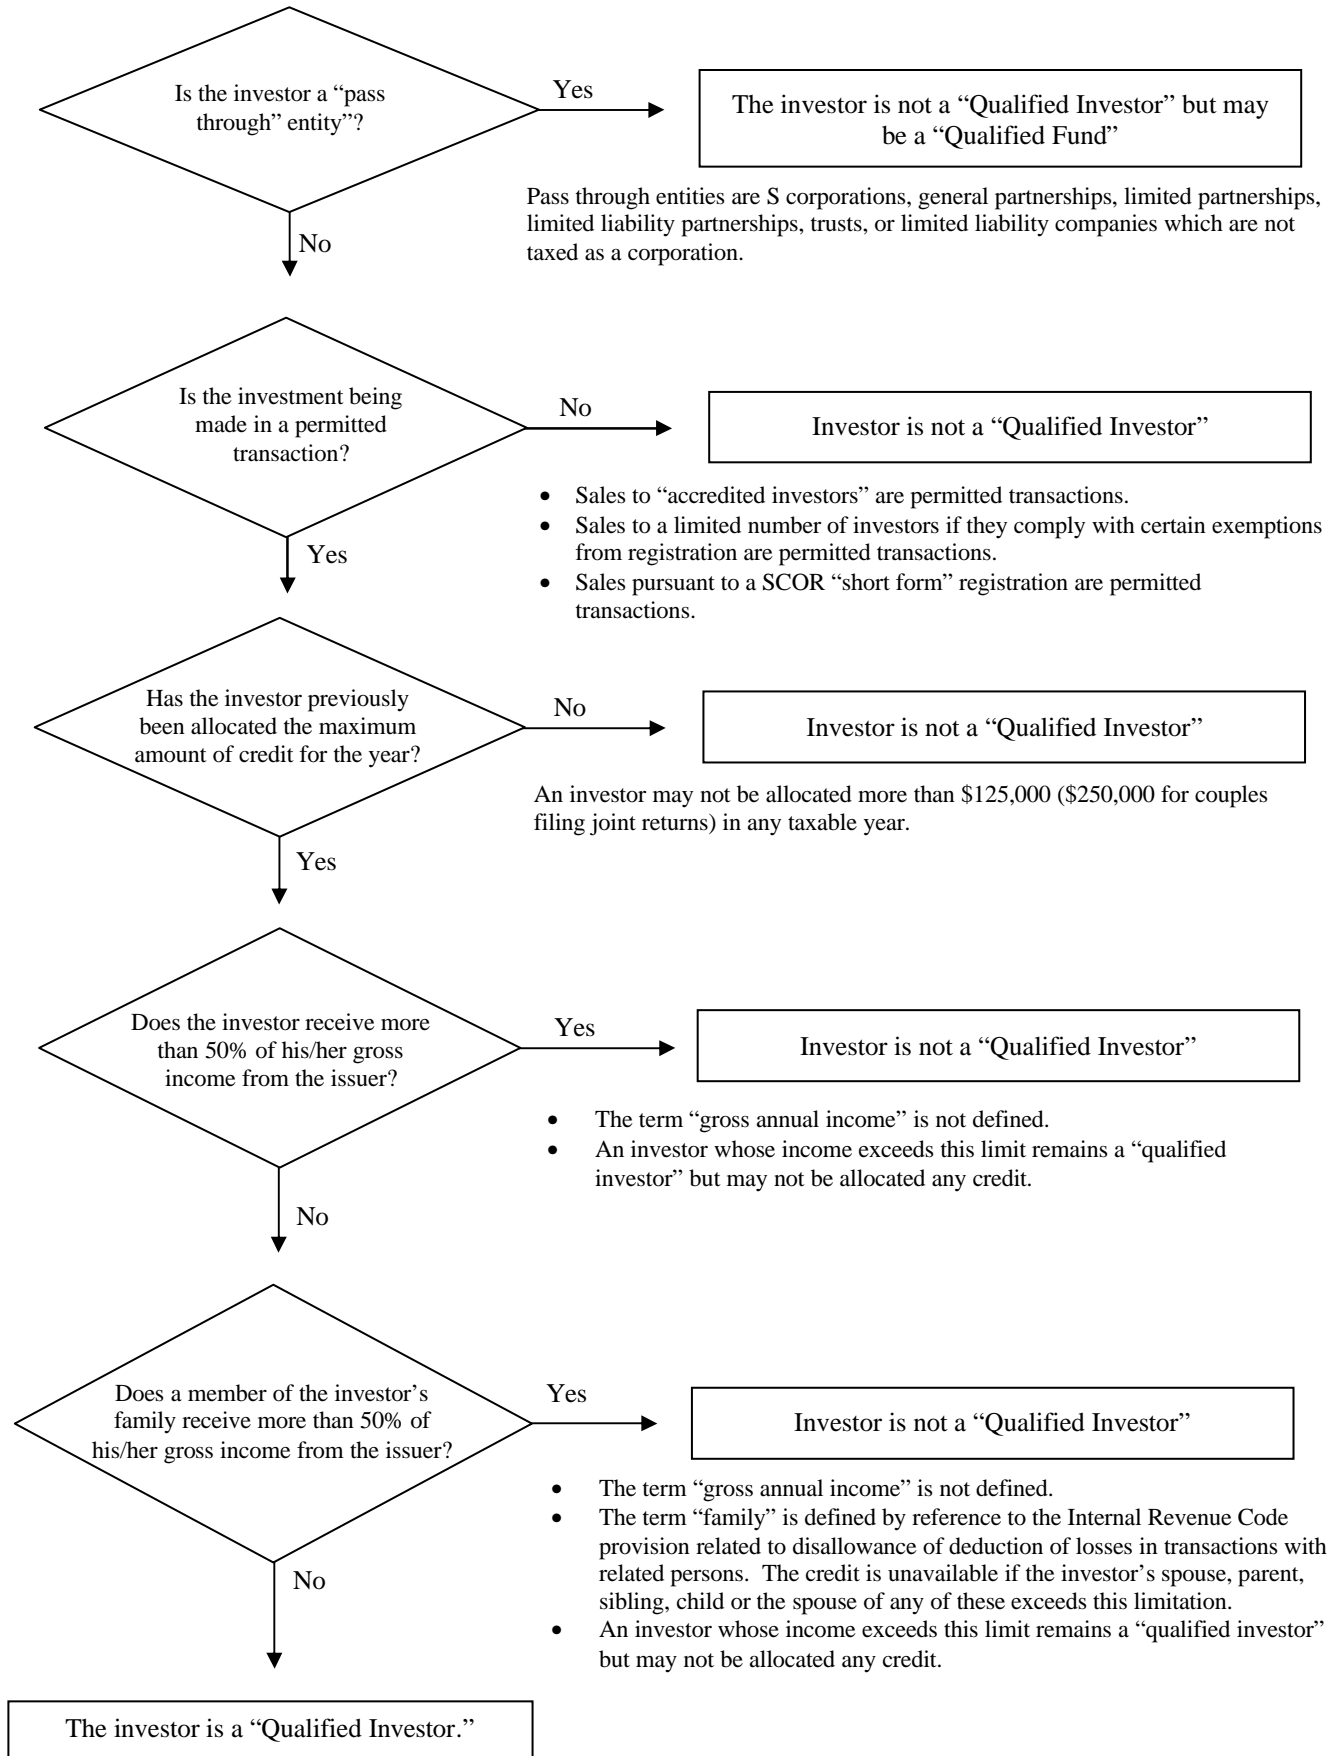 Is the investor a “pass
through” entity”?
Yes
The investor is not a “Qualified Investor” but may
be a “Qualified Fund”
Pass through entities are S corporations, general partnerships, limited partnerships,
limited liability partnerships, trusts, or limited liability companies which are not
taxed as a corporation.
No
Is the investment being
made in a permitted
transaction?
No
Investor is not a “Qualified Investor”
• Sales to “accredited investors” are permitted transactions.
• Sales to a limited number of investors if they comply with certain exemptions
from registration are permitted transactions.
• Sales pursuant to a SCOR “short form” registration are permitted
transactions.
Yes
Has the investor previously
been allocated the maximum
amount of credit for the year?
No
Investor is not a “Qualified Investor”
An investor may not be allocated more than $125,000 ($250,000 for couples
filing joint returns) in any taxable year.
Yes
Does the investor receive more
than 50% of his/her gross
income from the issuer?
Yes
Investor is not a “Qualified Investor”
• The term “gross annual income” is not defined.
• An investor whose income exceeds this limit remains a “qualified
investor” but may not be allocated any credit.
No
Does a member of the investor’s
family receive more than 50% of
his/her gross income from the issuer?
Yes
Investor is not a “Qualified Investor”
• The term “gross annual income” is not defined.
• The term “family” is defined by reference to the Internal Revenue Code
provision related to disallowance of deduction of losses in transactions with
related persons.  The credit is unavailable if the investor’s spouse, parent,
sibling, child or the spouse of any of these exceeds this limitation.
• An investor whose income exceeds this limit remains a “qualified investor”
but may not be allocated any credit.
No
The investor is a “Qualified Investor.”